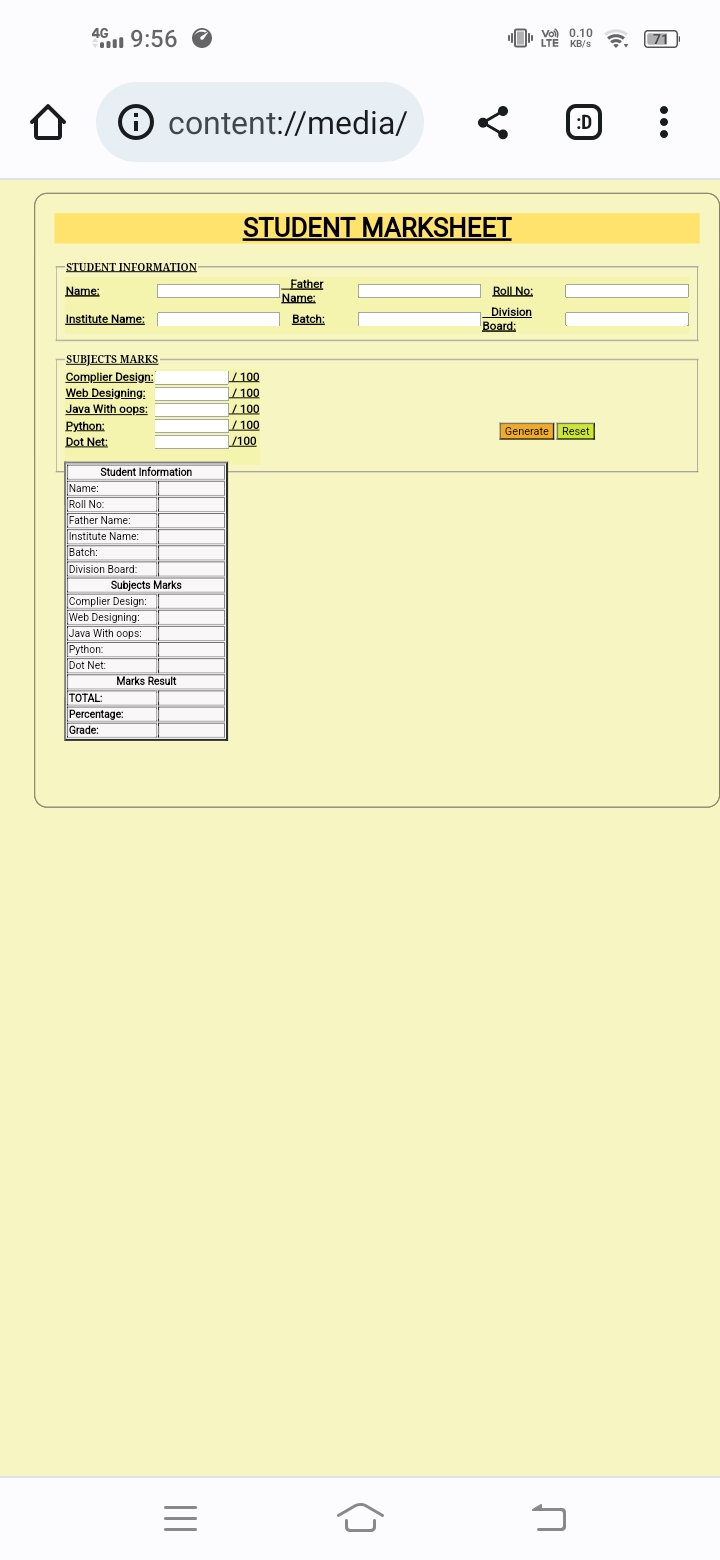 4G 9:56 Vo) LTE 0.10 KB/s 71
content://media/ :D
STUDENT MARKSHEET
STUDENT INFORMATION
Name: Father Name: Roll No:
Institute Name: Batch: Division Board:
SUBJECTS MARKS
Complier Design: / 100
Web Designing: / 100
Java With oops: / 100
Python: / 100
Dot Net: /100
Generate Reset
Student Information
Name:
Roll No:
Father Name:
Institute Name:
Batch:
Division Board:
Subjects Marks
Complier Design:
Web Designing:
Java With oops:
Python:
Dot Net:
Marks Result
TOTAL:
Percentage:
Grade: